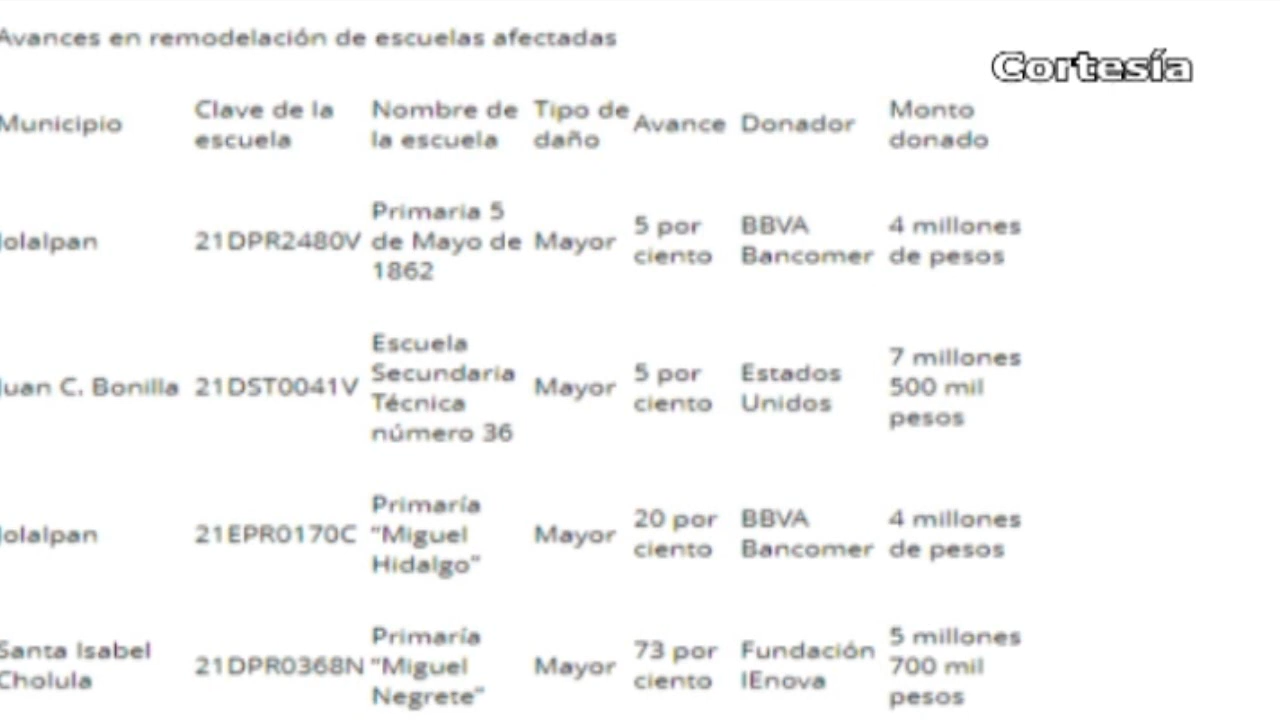 Avances en remodelación de escuelas afectadas
Cortesía
Municipio Clave de la escuela Nombre de la escuela Tipo de daño Avance Donador Monto donado
Jolalpan 21DPR2480V Primaria 5 de Mayo de 1862 Mayor 5 por ciento BBVA Bancomer 4 millones de pesos
Juan C. Bonilla 21DST0041V Escuela Secundaria Técnica número 36 Mayor 5 por ciento Estados Unidos 7 millones 500 mil pesos
Jolalpan 21EPR0170C Primaría "Miguel Hidalgo" Mayor 20 por ciento BBVA Bancomer 4 millones de pesos
Santa Isabel Cholula 21DPR0368N Primaría "Miguel Negrete" Mayor 73 por ciento Fundación IEnova 5 millones 700 mil pesos